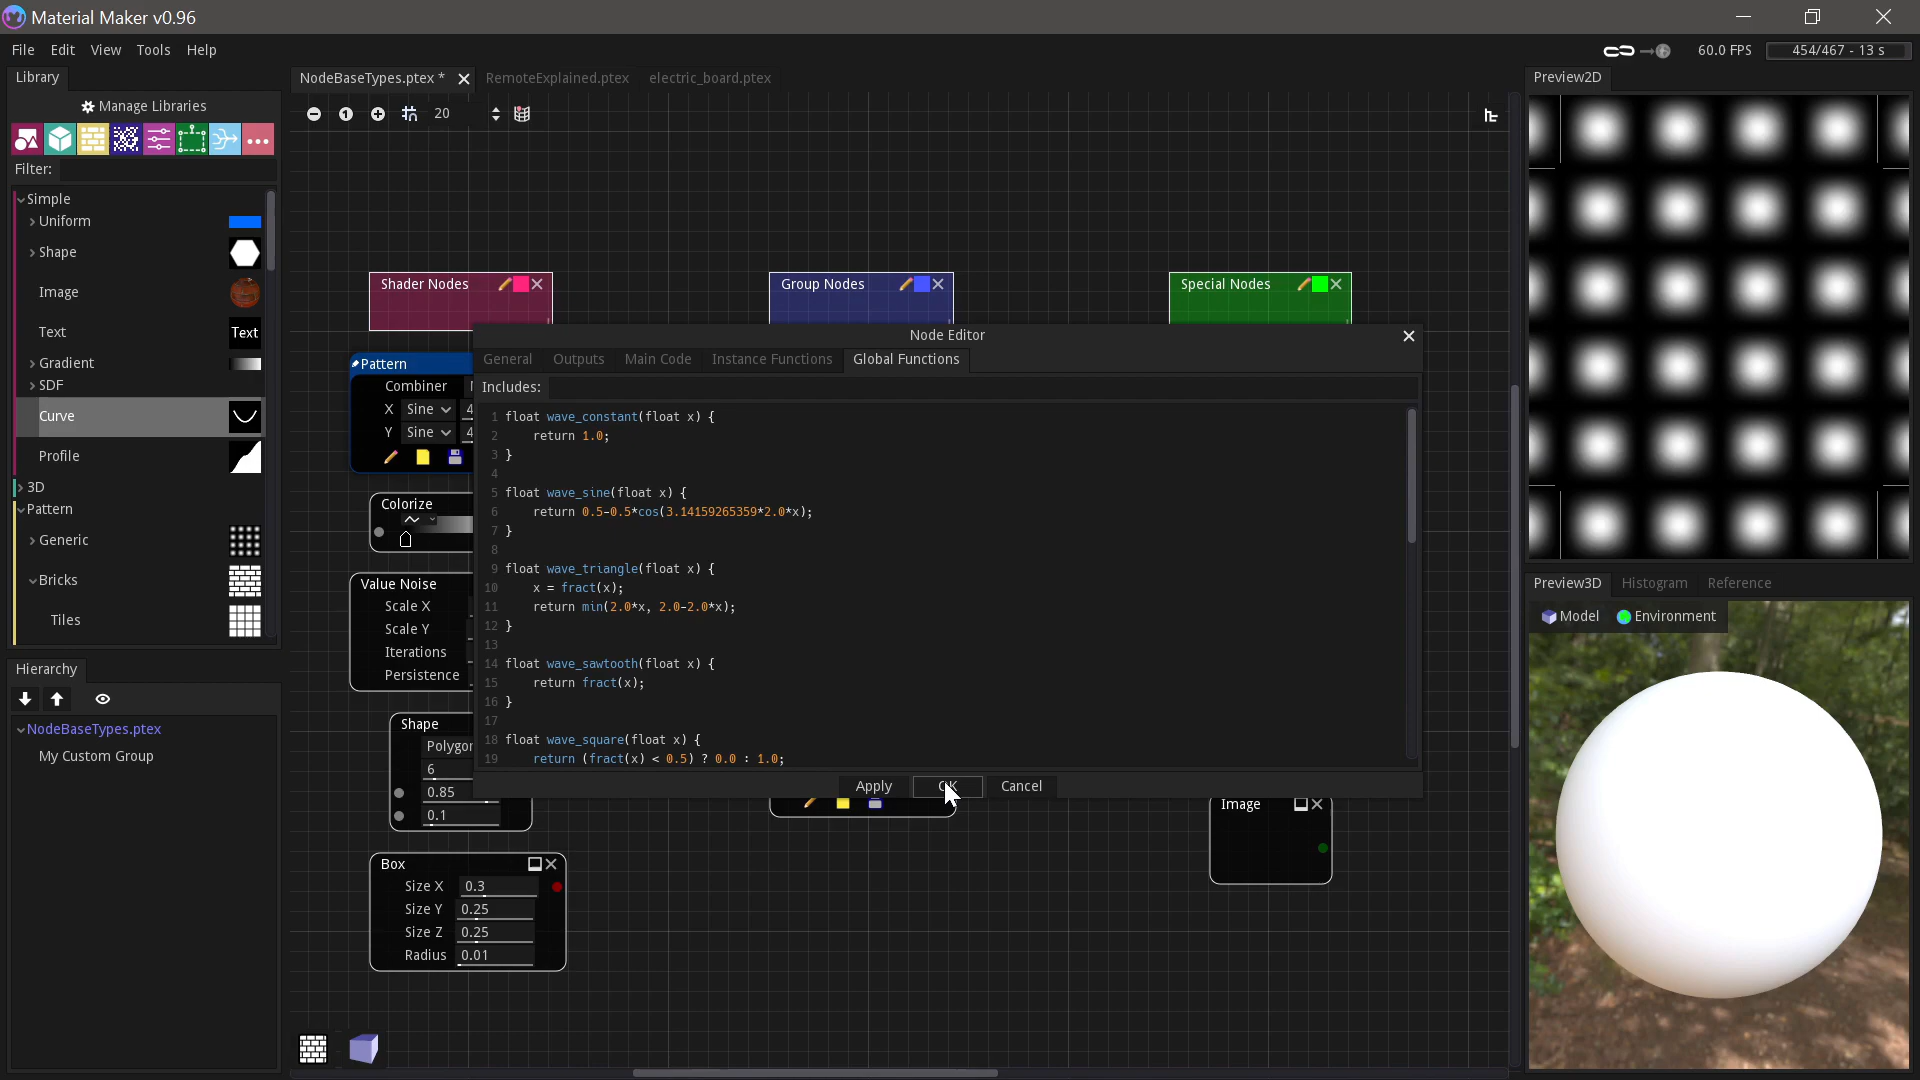 Material Maker v0.96
File Edit View Tools Help
60.0 FPS 454/467 - 13 s
Library
Manage Libraries
Filter:
Simple
Uniform
Shape
Image
Text
Text
Gradient
SDF
Curve
Profile
3D
Pattern
Generic
Bricks
Tiles
Hierarchy
NodeBaseTypes.ptex
My Custom Group
NodeBaseTypes.ptex * RemoteExplained.ptex electric_board.ptex
1 20
Shader Nodes
Group Nodes
Special Nodes
Pattern
Combiner
X Sine 4
Y Sine 4
Colorize
Value Noise
Scale X
Scale Y
Iterations
Persistence
Shape
Polygon
6
0.85
0.1
Box
Size X 0.3
Size Y 0.25
Size Z 0.25
Radius 0.01
Image
Node Editor
General Outputs Main Code Instance Functions Global Functions
Includes:
1 float wave_constant(float x) {
2 return 1.0;
3 }
4
5 float wave_sine(float x) {
6 return 0.5-0.5*cos(3.14159265359*2.0*x);
7 }
8
9 float wave_triangle(float x) {
10 x = fract(x);
11 return min(2.0*x, 2.0-2.0*x);
12 }
13
14 float wave_sawtooth(float x) {
15 return fract(x);
16 }
17
18 float wave_square(float x) {
19 return (fract(x) < 0.5) ? 0.0 : 1.0;
Apply OK Cancel
Preview2D
Preview3D Histogram Reference
Model Environment